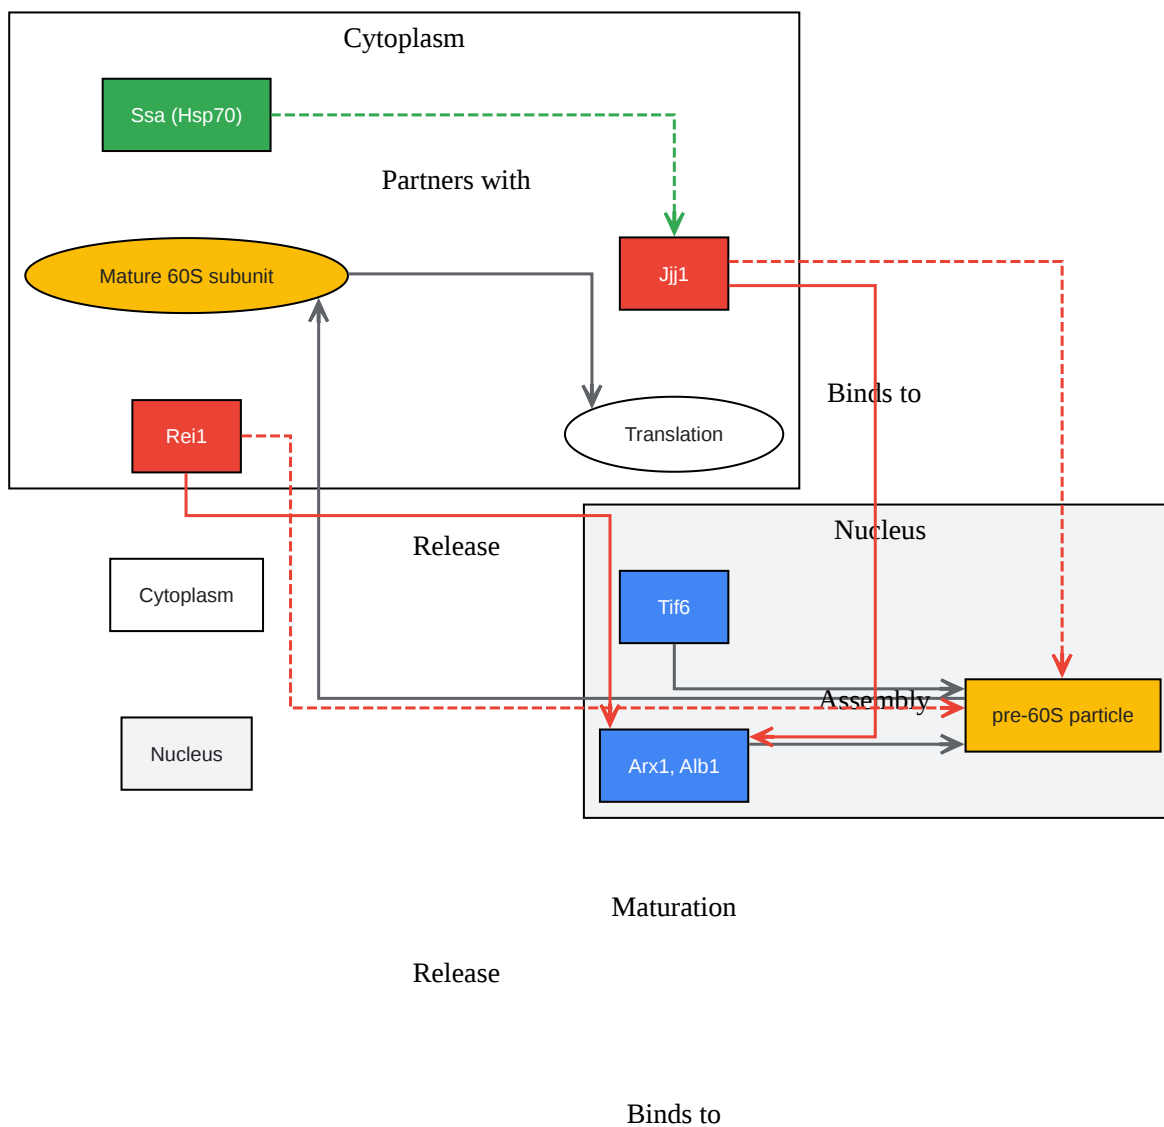 Cytoplasm
Ssa (Hsp70)
Partners with
Mature 60S subunit
Jjj1
Binds to
Rei1
Translation
Nucleus
Release
Cytoplasm
Tif6
Assembly
pre-60S particle
Nucleus
Arx1, Alb1
Maturation
Release
Binds to